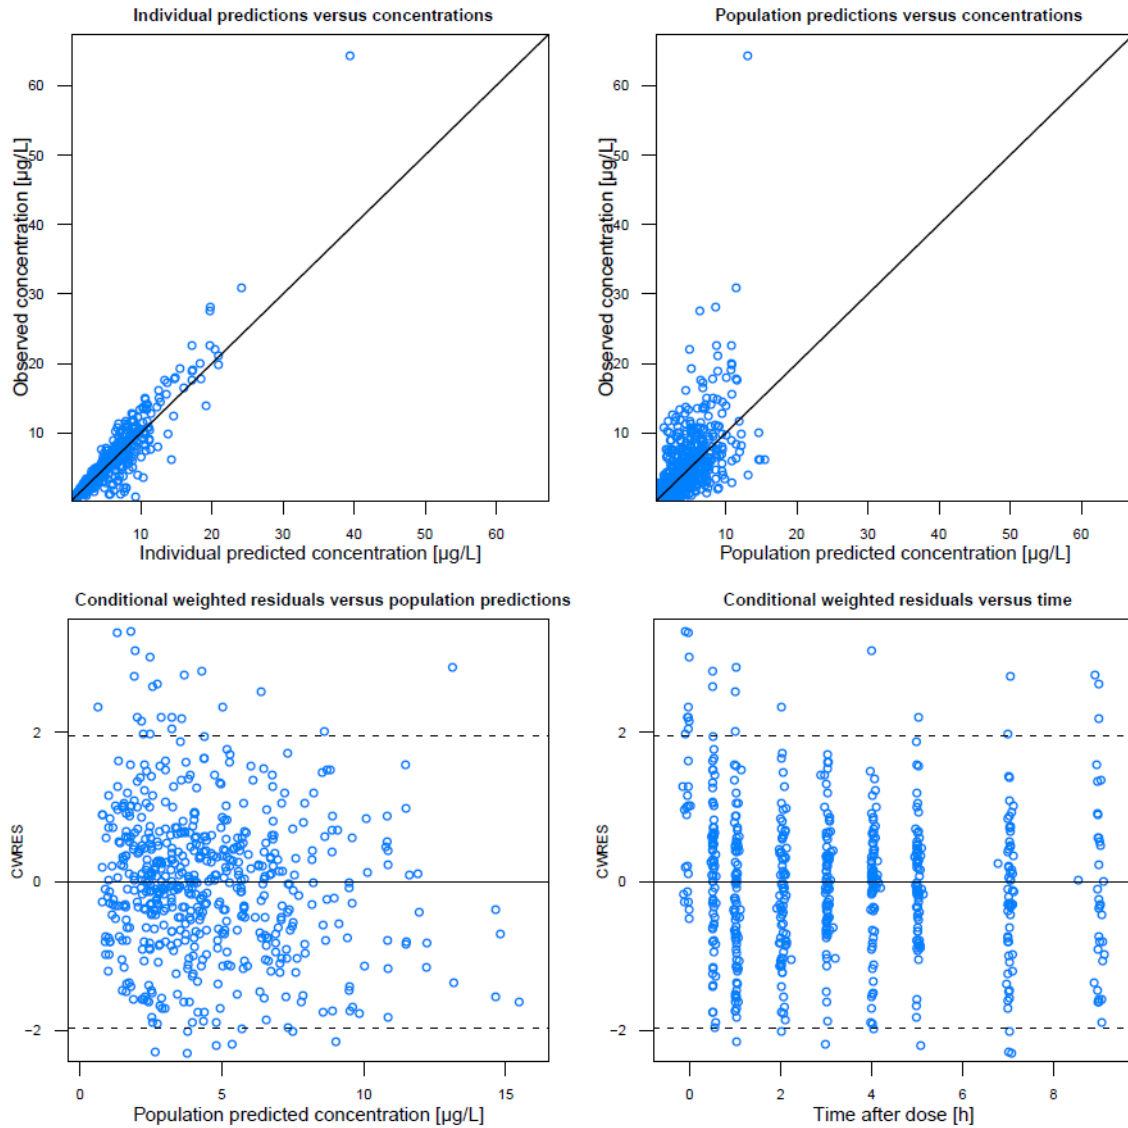 Individual predictions versus concentrations
Observed concentration [µg/L]
60
50
40
30
20
10
10 20 30 40 50 60
Individual predicted concentration [µg/L]
Population predictions versus concentrations
Observed concentration [µg/L]
60
50
40
30
20
10
10 20 30 40 50 60
Population predicted concentration [µg/L]
Conditional weighted residuals versus population predictions
CWRES
2
0
−2
0 5 10 15
Population predicted concentration [µg/L]
Conditional weighted residuals versus time
CWRES
2
0
−2
0 2 4 6 8
Time after dose [h]